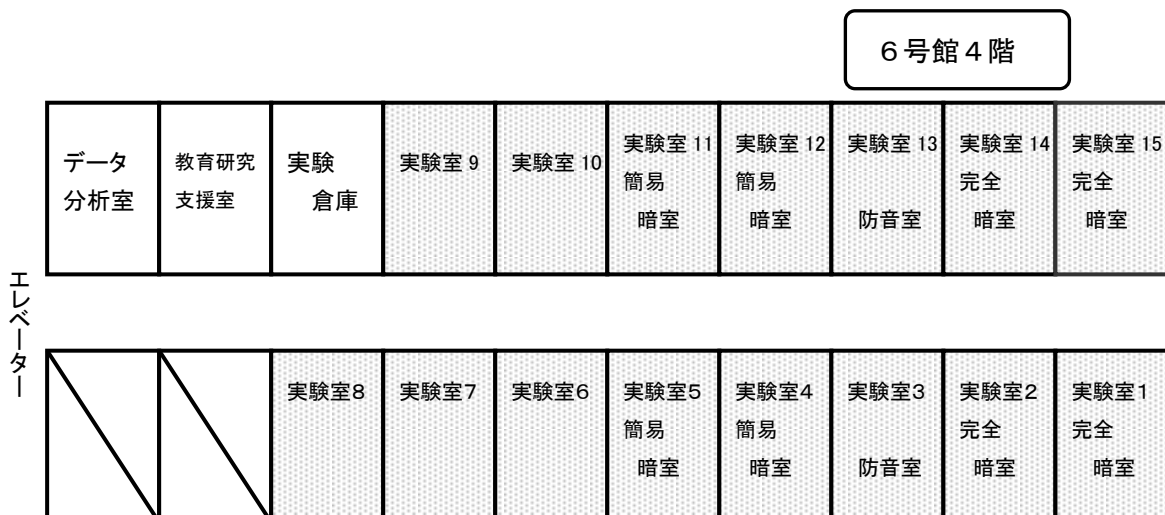 6号館4階
データ
分析室
教育研究
支援室
実験
倉庫
実験室 9
実験室 10
実験室 11
簡易
暗室
実験室 12
簡易
暗室
実験室 13
防音室
実験室 14
完全
暗室
実験室 15
完全
暗室
エレベーター
実験室8
実験室7
実験室6
実験室5
簡易
暗室
実験室4
簡易
暗室
実験室3
防音室
実験室2
完全
暗室
実験室1
完全
暗室